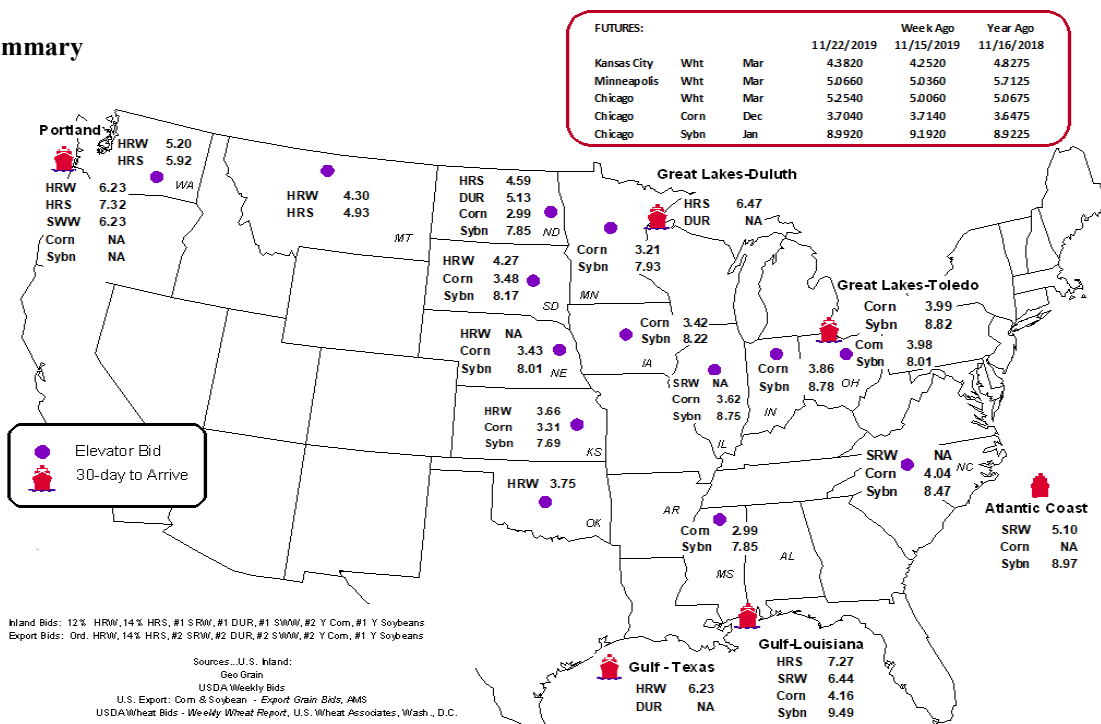 mmary
FUTURES: Week Ago Year Ago
11/22/2019 11/15/2019 11/16/2018
Kansas City Wht Mar 4.3820 4.2520 4.8275
Minneapolis Wht Mar 5.0660 5.0360 5.7125
Chicago Wht Mar 5.2540 5.0060 5.0675
Chicago Corn Dec 3.7040 3.7140 3.6475
Chicago Sybn Jan 8.9920 9.1920 8.9225
Portland
HRW 5.20
HRS 5.92
WA
HRW 6.23
HRS 7.32
SWW 6.23
Corn NA
Sybn NA
HRW 4.30
HRS 4.93
MT
HRS 4.59
DUR 5.13
Corn 2.99
Sybn 7.85
ND
Great Lakes-Duluth
HRS 6.47
DUR NA
Corn 3.21
Sybn 7.93
MN
HRW 4.27
Corn 3.48
Sybn 8.17
SD
Great Lakes-Toledo
Corn 3.99
Sybn 8.82
Corn 3.98
Sybn 8.01
OH
HRW NA
Corn 3.43
Sybn 8.01
NE
Corn 3.42
Sybn 8.22
IA
SRW NA
Corn 3.62
Sybn 8.75
IL
Corn 3.86
Sybn 8.78
IN
HRW 3.66
Corn 3.31
Sybn 7.69
KS
Elevator Bid
30-day to Arrive
HRW 3.75
OK
AR
Corn 2.99
Sybn 7.85
MS
AL
SRW NA
Corn 4.04
Sybn 8.47
NC
Atlantic Coast
SRW 5.10
Corn NA
Sybn 8.97
Gulf-Louisiana
HRS 7.27
SRW 6.44
Corn 4.16
Sybn 9.49
Gulf - Texas
HRW 6.23
DUR NA
Inland Bids: 12% HRW, 14% HRS, #1 SRW, #1 DUR, #1 SWW, #2 Y Corn, #1 Y Soybeans
Export Bids: Ord. HRW, 14% HRS, #2 SRW, #2 DUR, #2 SWW, #2 Y Corn, #1 Y Soybeans
Sources...U.S. Inland:
Geo Grain
USDA Weekly Bids
U.S. Export: Corn & Soybean - Export Grain Bids, AMS
USDA Wheat Bids - Weekly Wheat Report, U.S. Wheat Associates, Wash., D.C.